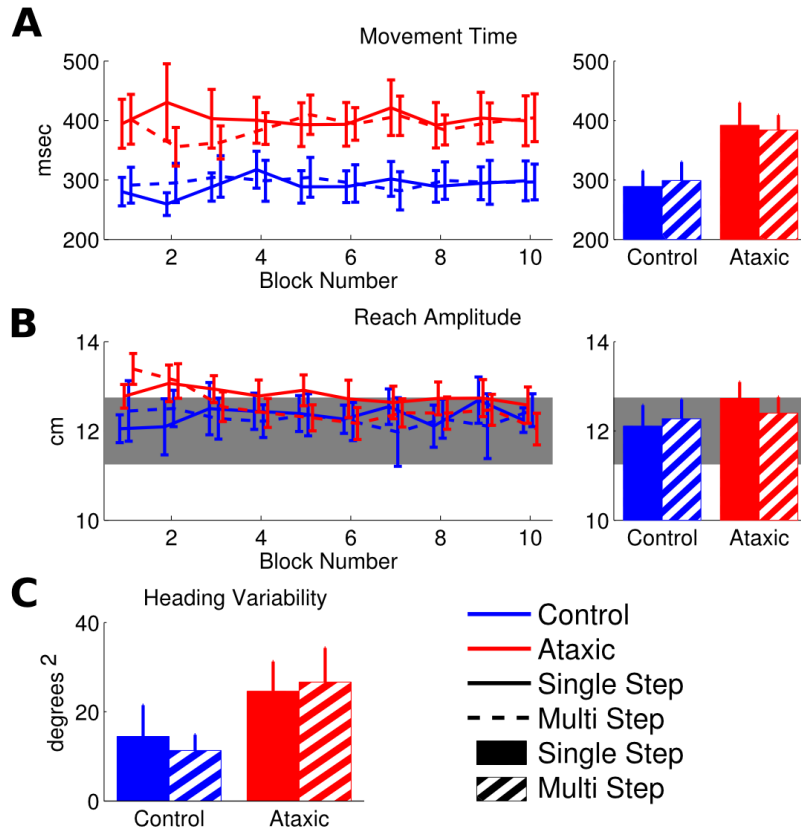 A
Movement Time
500
400
300
200
msec
2 4 6 8 10
Block Number
500
400
300
200
Control Ataxic
B
Reach Amplitude
14
12
10
cm
2 4 6 8 10
Block Number
14
12
10
Control Ataxic
C
Heading Variability
40
20
0
degrees 2
Control Ataxic
Control
Ataxic
Single Step
Multi Step
Single Step
Multi Step